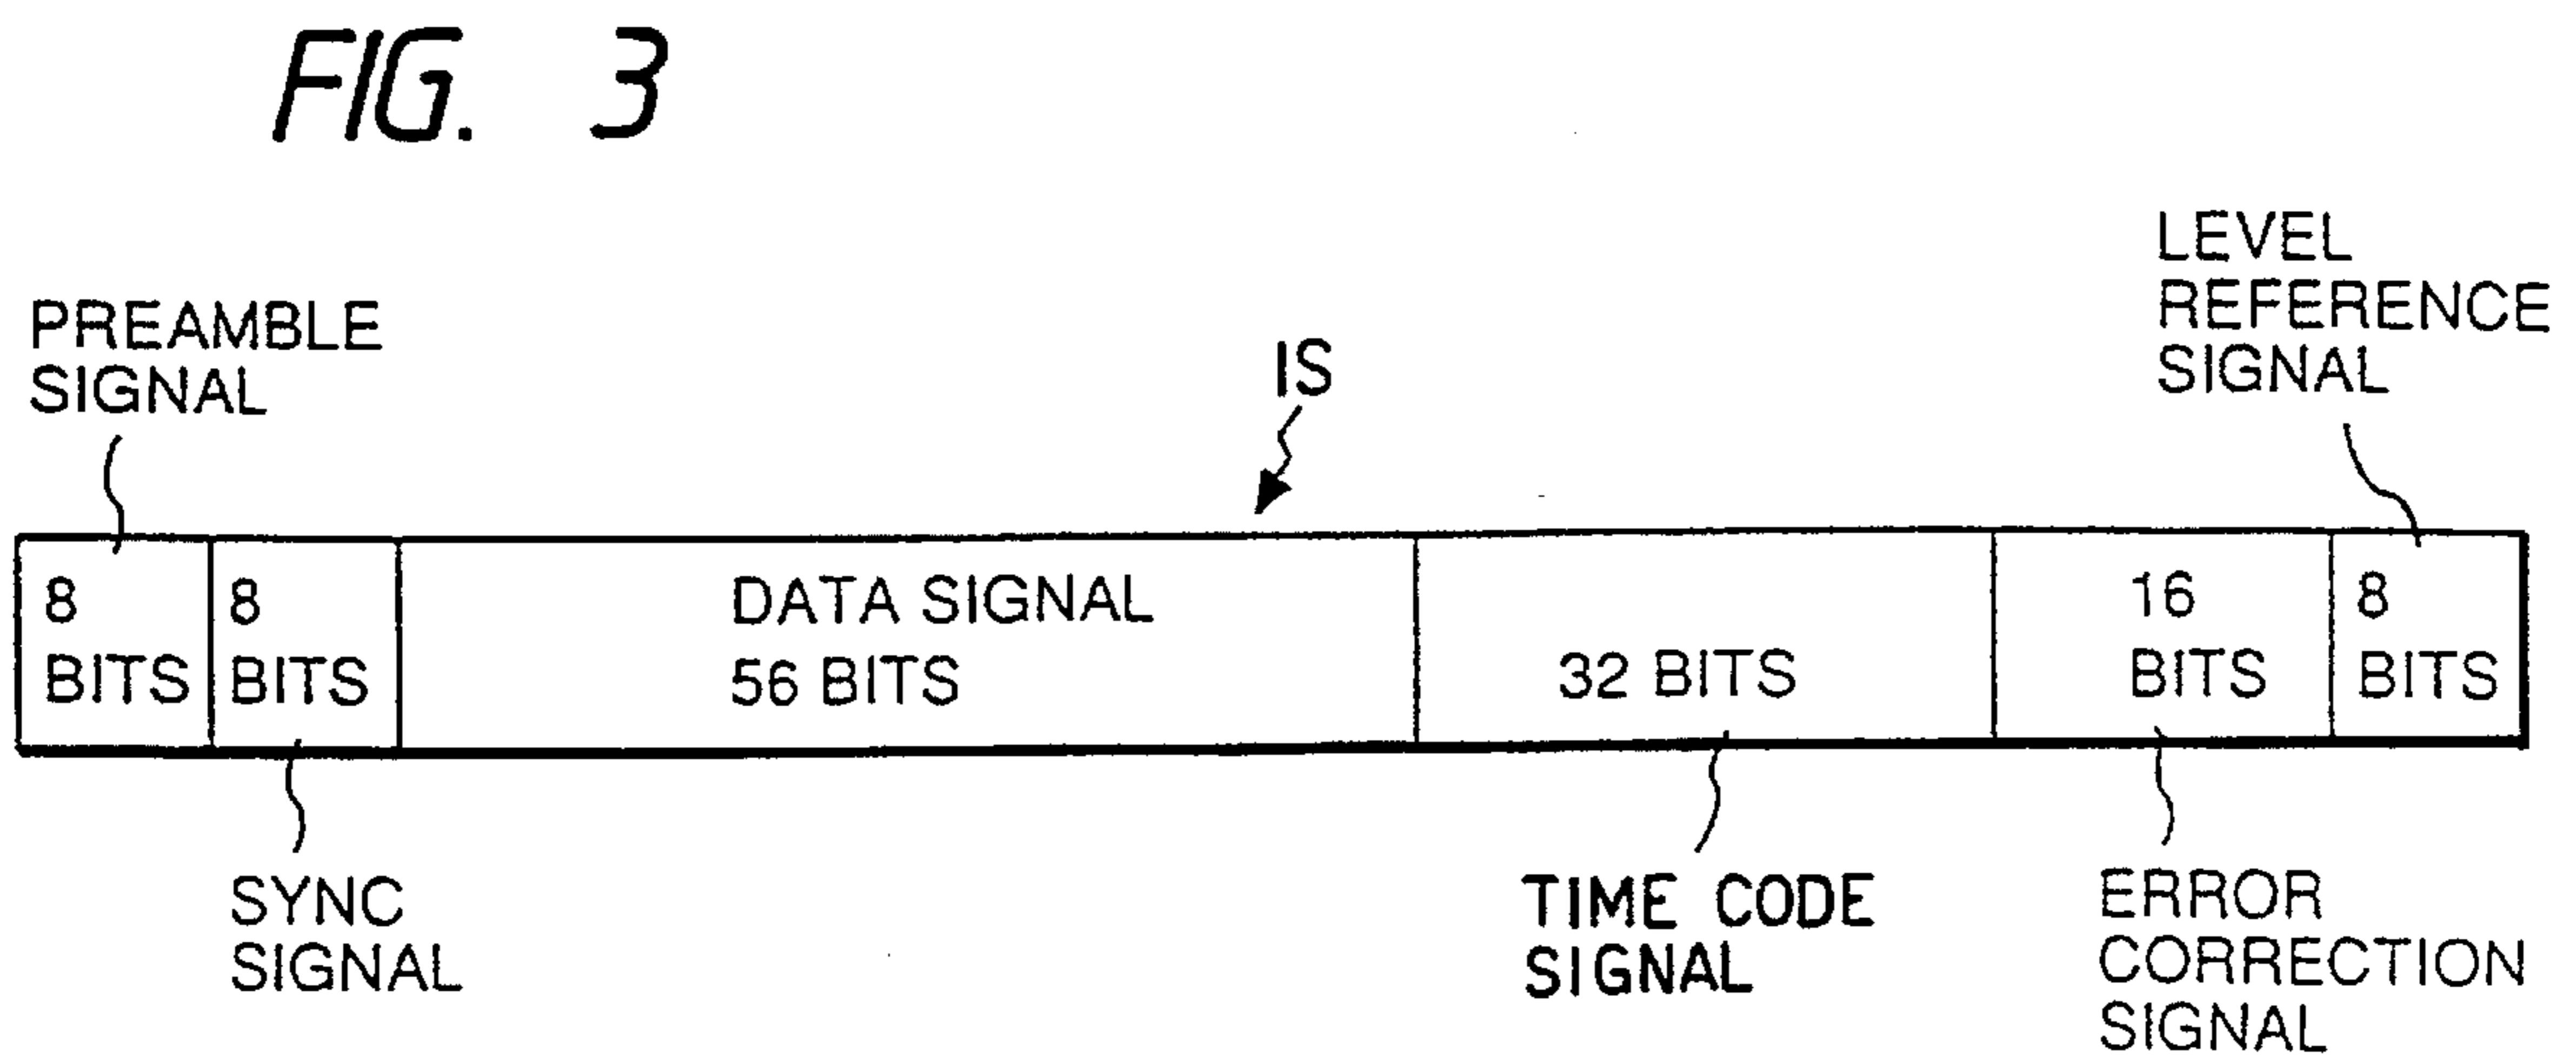 FIG. 3
LEVEL
REFERENCE
SIGNAL
PREAMBLE
SIGNAL
IS
8
BITS
8
BITS
DATA SIGNAL
56 BITS
32 BITS
16
BITS
8
BITS
SYNC
SIGNAL
TIME CODE
SIGNAL
ERROR
CORRECTION
SIGNAL